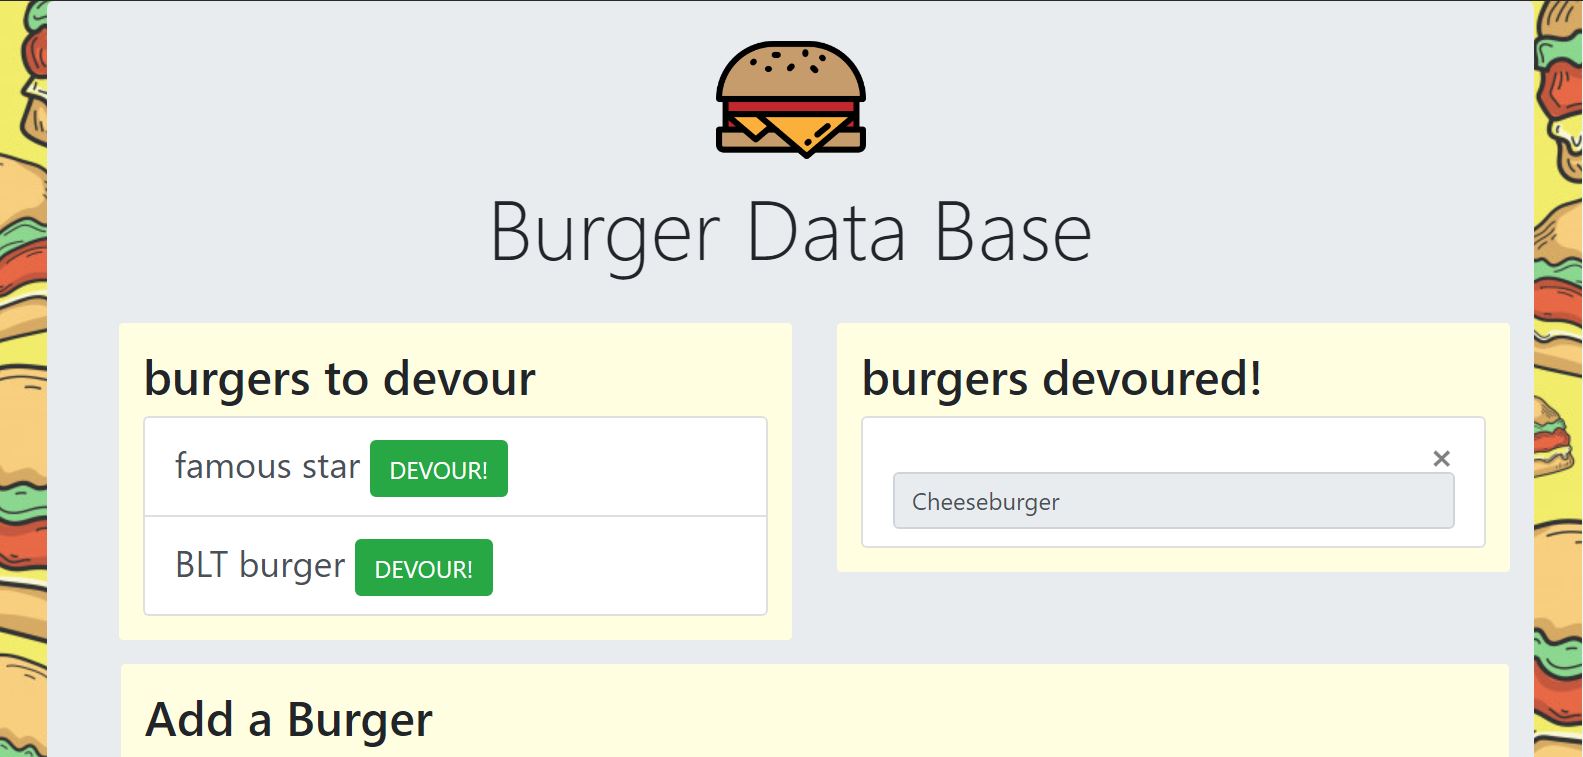 Burger Data Base
burgers to devour
famous star DEVOUR!
BLT burger DEVOUR!
burgers devoured!
×
Cheeseburger
Add a Burger